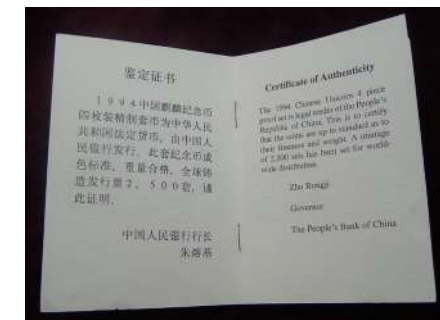 鉴定证书
1994中国麒麟纪念币
四枚装精制套币为中华人民
共和国法定货币，由中国人
民银行发行，此套纪念币成
色标准，重量合格，全球铸
造发行量2，500套，谨
此证明。
中国人民银行行长
朱熔基
Certificate of Authenticity
The 1994 Chinese Unicorn 4 piece
proof set is legal tender of the People's
Republic of China. This is to certify
that the coins are up to standard as to
their fineness and weight. A mintage
of 2,500 sets has been set for world-
wide distribution.
Zhu Rongji
Governor
The People's Bank of China